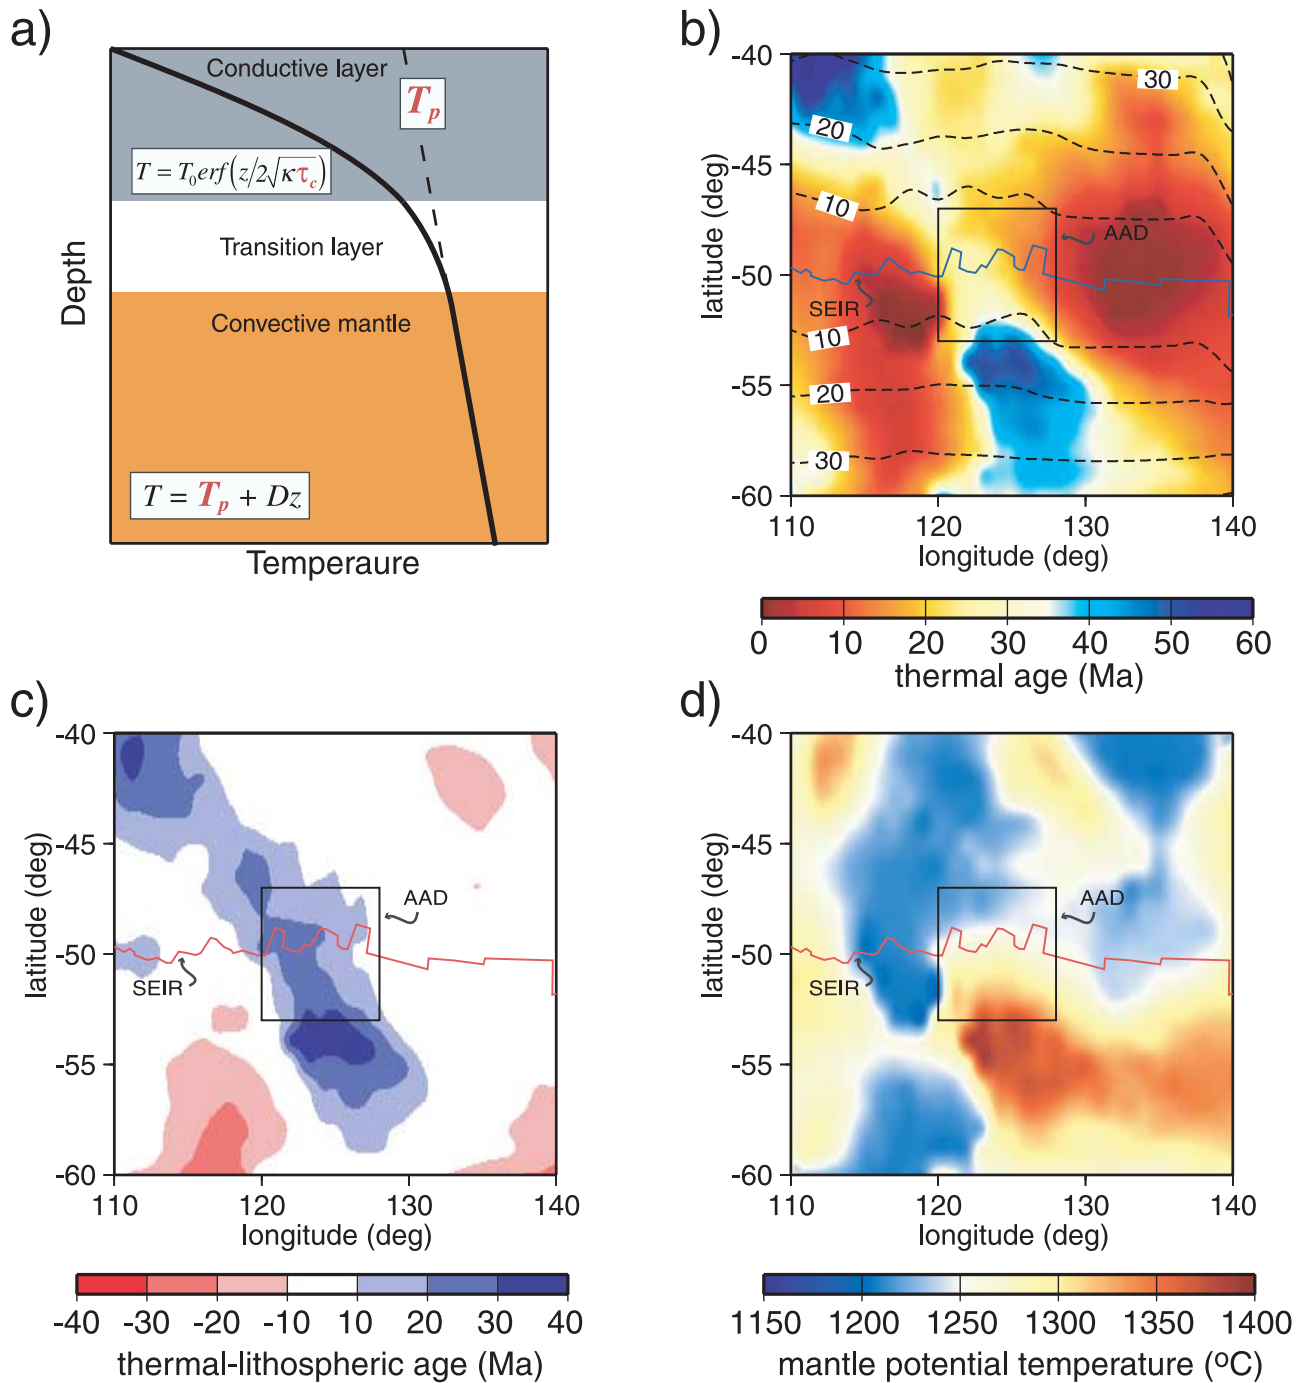 a)
Conductive layer
T_p
T = T_0 erf(z/2√κτ_c)
Transition layer
Convective mantle
T = T_p + Dz
Depth
Temperaure
b)
-40
-45
-50
-55
-60
latitude (deg)
30
20
10
AAD
SEIR
10
20
30
110 120 130 140
longitude (deg)
0 10 20 30 40 50 60
thermal age (Ma)
c)
-40
-45
-50
-55
-60
latitude (deg)
AAD
SEIR
110 120 130 140
longitude (deg)
-40 -30 -20 -10 10 20 30 40
thermal-lithospheric age (Ma)
d)
-40
-45
-50
-55
-60
latitude (deg)
AAD
SEIR
110 120 130 140
longitude (deg)
1150 1200 1250 1300 1350 1400
mantle potential temperature (ºC)